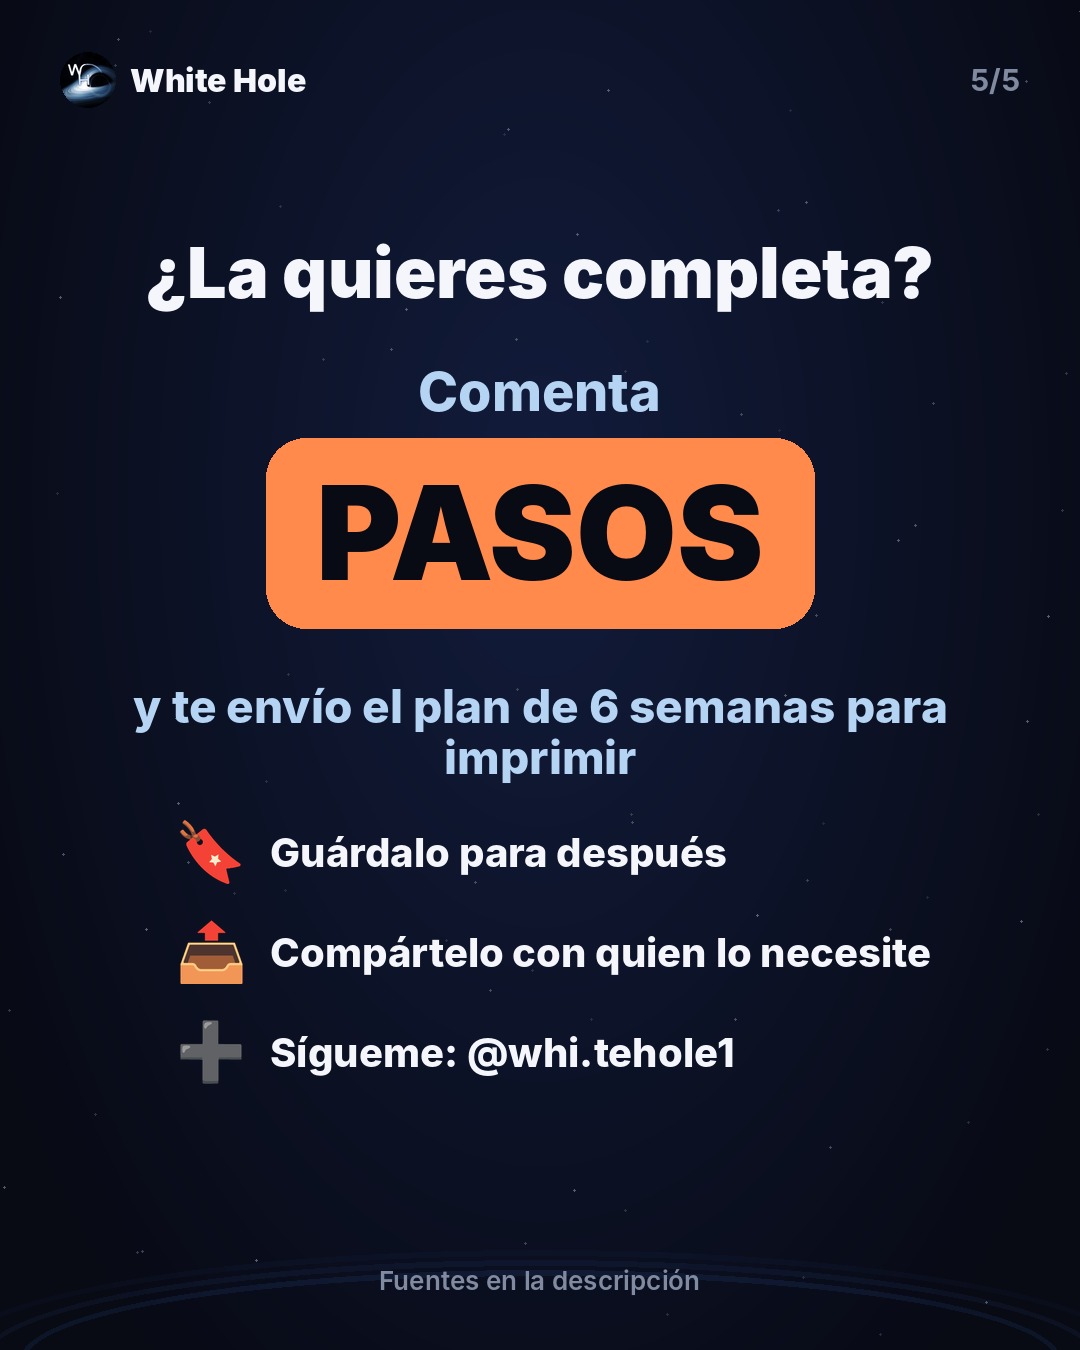 White Hole
5/5
¿La quieres completa?
Comenta
PASOS
y te envío el plan de 6 semanas para
imprimir
Guárdalo para después
Compártelo con quien lo necesite
Sígueme: @whi.tehole1
Fuentes en la descripción